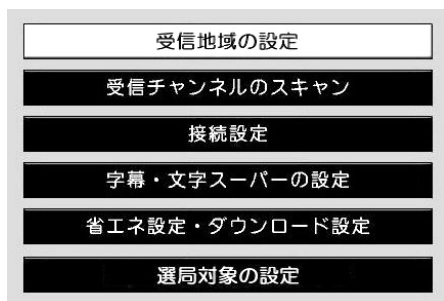 受信地域の設定
受信チャンネルのスキャン
接続設定
字幕・文字スーパーの設定
省エネ設定・ダウンロード設定
選局対象の設定